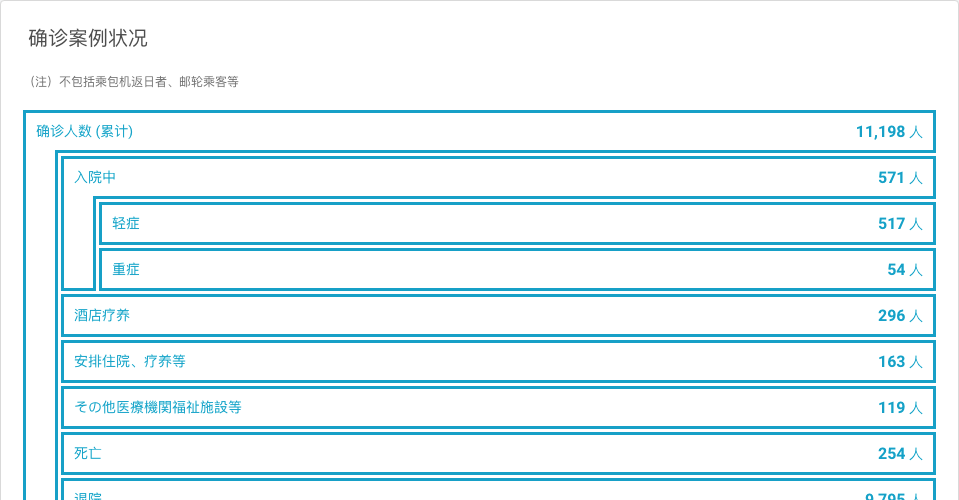 确诊案例状况
（注）不包括乘包机返日者、邮轮乘客等
确诊人数 (累计) 11,198 人
入院中 571 人
轻症 517 人
重症 54 人
酒店疗养 296 人
安排住院、疗养等 163 人
その他医療機関福祉施設等 119 人
死亡 254 人
退院 9,795 人